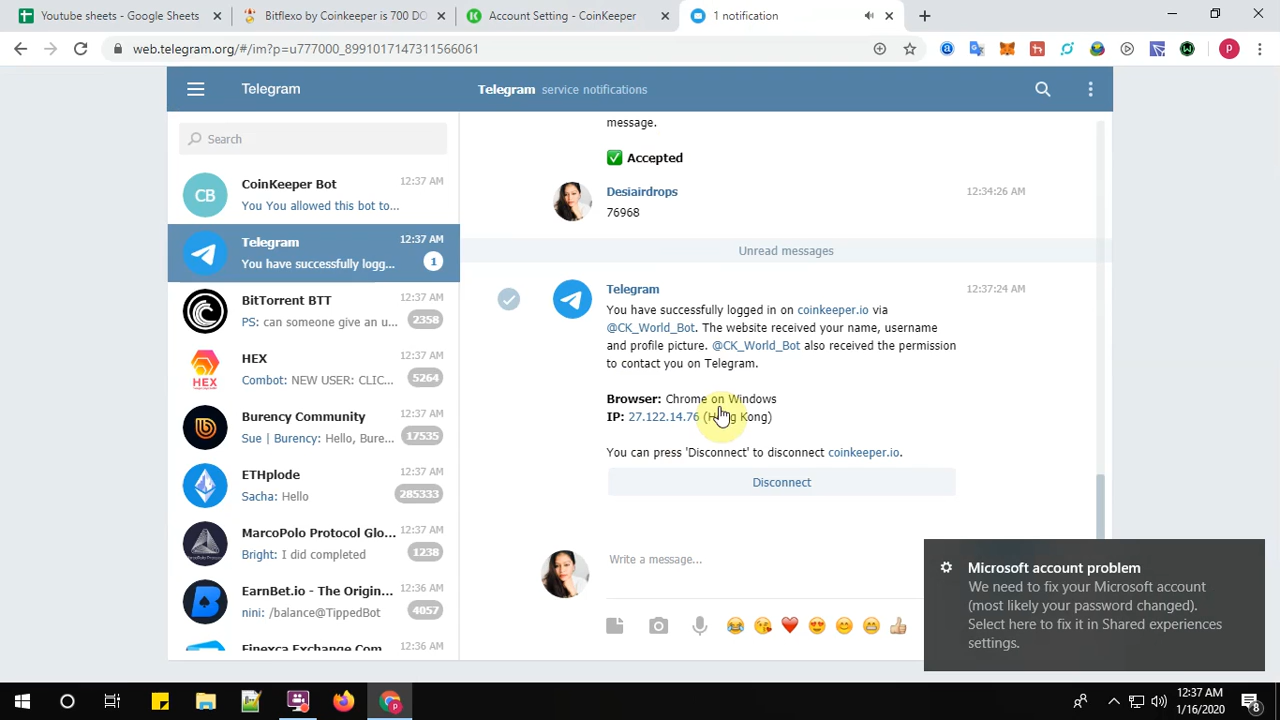 Youtube sheets - Google Sheets
Bitflexo by Coinkeeper is 700 DO
Account Setting - CoinKeeper
1 notification
web.telegram.org/#/im?p=u777000_8991017147311566061
Telegram
Telegram service notifications
Search
CoinKeeper Bot 12:37 AM
CB
You You allowed this bot to...
Telegram 12:37 AM
You have successfully logg... 1
BitTorrent BTT 12:37 AM
PS: can someone give an u... 2358
HEX 12:37 AM
HEX
Combot: NEW USER: CLIC... 5264
Burency Community 12:37 AM
Sue | Burency: Hello, Bure... 17535
ETHplode 12:37 AM
Sacha: Hello 285333
MarcoPolo Protocol Glo... 12:37 AM
Bright: I did completed 1238
EarnBet.io - The Origin... 12:36 AM
nini: /balance@TippedBot 4057
Finexca Exchange Com 12:36 AM
message.
Accepted
Desiairdrops 12:34:26 AM
76968
Unread messages
Telegram 12:37:24 AM
You have successfully logged in on coinkeeper.io via
@CK_World_Bot. The website received your name, username
and profile picture. @CK_World_Bot also received the permission
to contact you on Telegram.
Browser: Chrome on Windows
IP: 27.122.14.76 (Hong Kong)
You can press 'Disconnect' to disconnect coinkeeper.io.
Disconnect
Write a message...
Microsoft account problem
We need to fix your Microsoft account
(most likely your password changed).
Select here to fix it in Shared experiences
settings.
12:37 AM
1/16/2020
8